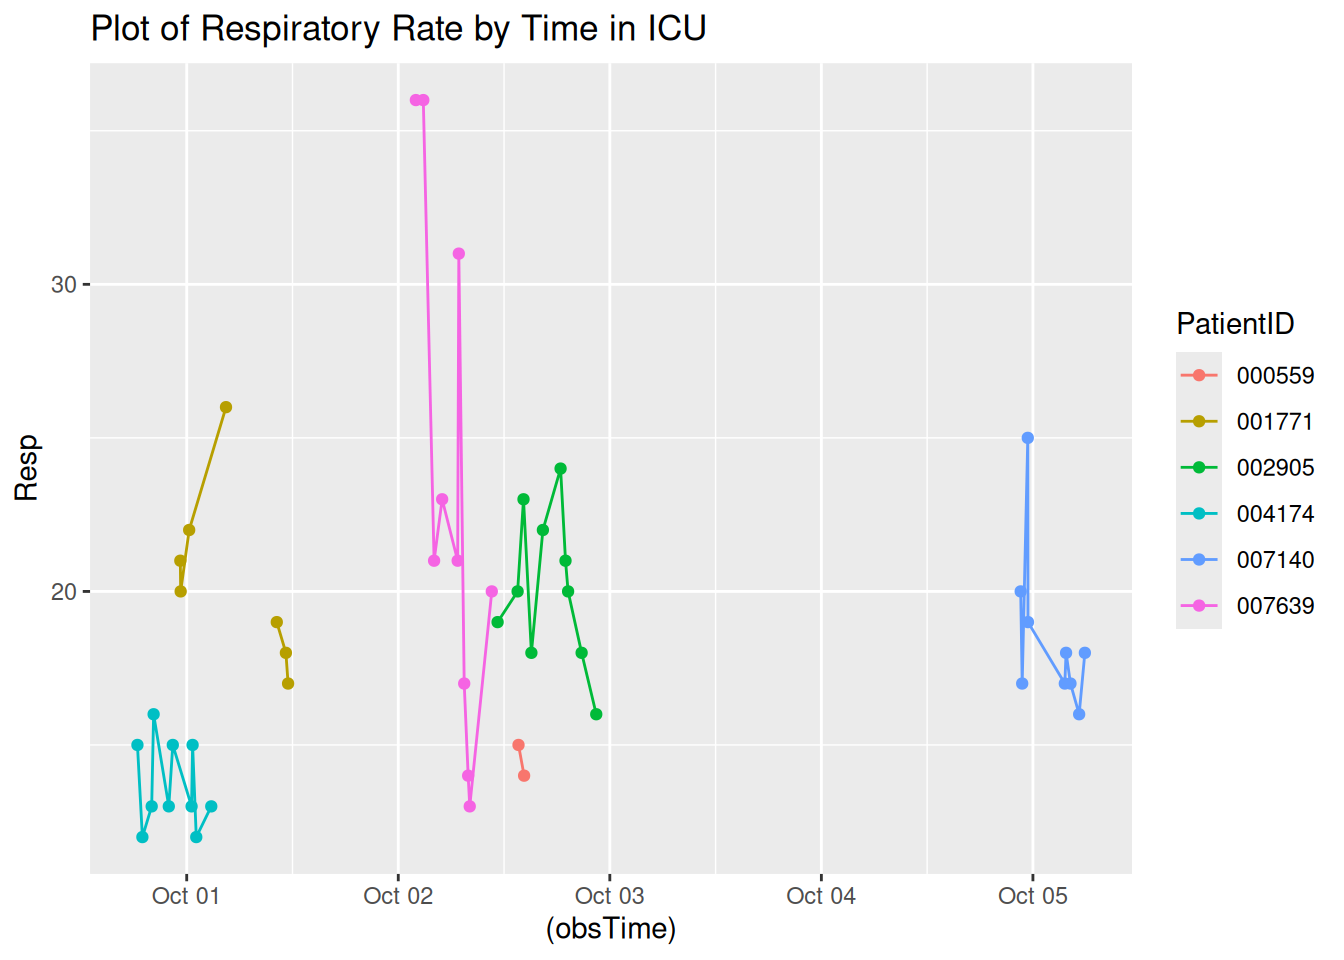 Plot of Respiratory Rate by Time in ICU
Resp
30
20
Oct 01
Oct 02
Oct 03
Oct 04
Oct 05
(obsTime)
PatientID
000559
001771
002905
004174
007140
007639